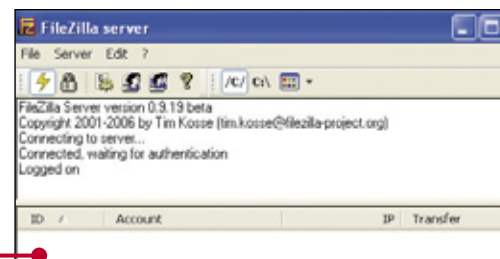 FileZilla server
File Server Edit ?
/C/ C:\
FileZilla Server version 0.9.19 beta
Copyright 2001-2006 by Tim Kosse (tim.kosse@filezilla-project.org)
Connecting to server...
Connected, waiting for authentication
Logged on
ID / Account IP Transfer